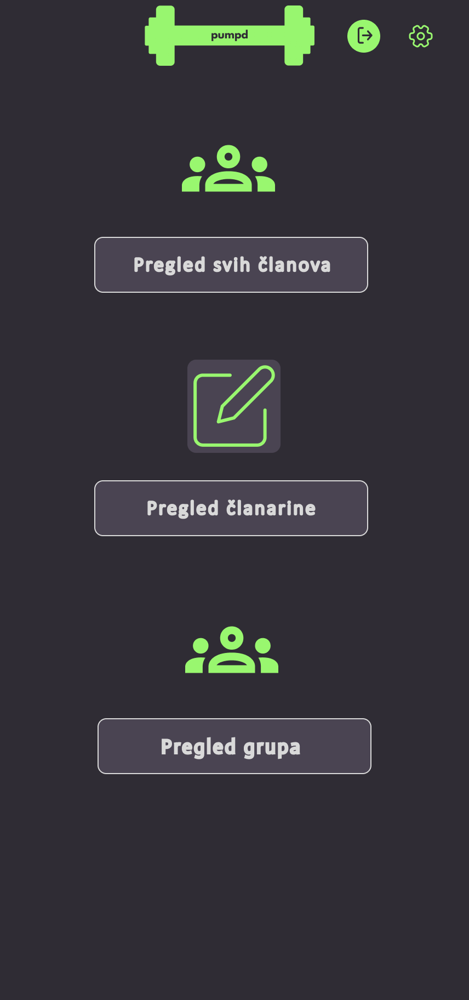 pumpd
Pregled svih članova
Pregled članarine
Pregled grupa